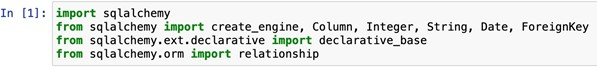 In [1]: import sqlalchemy
from sqlalchemy import create_engine, Column, Integer, String, Date, ForeignKey
from sqlalchemy.ext.declarative import declarative_base
from sqlalchemy.orm import relationship